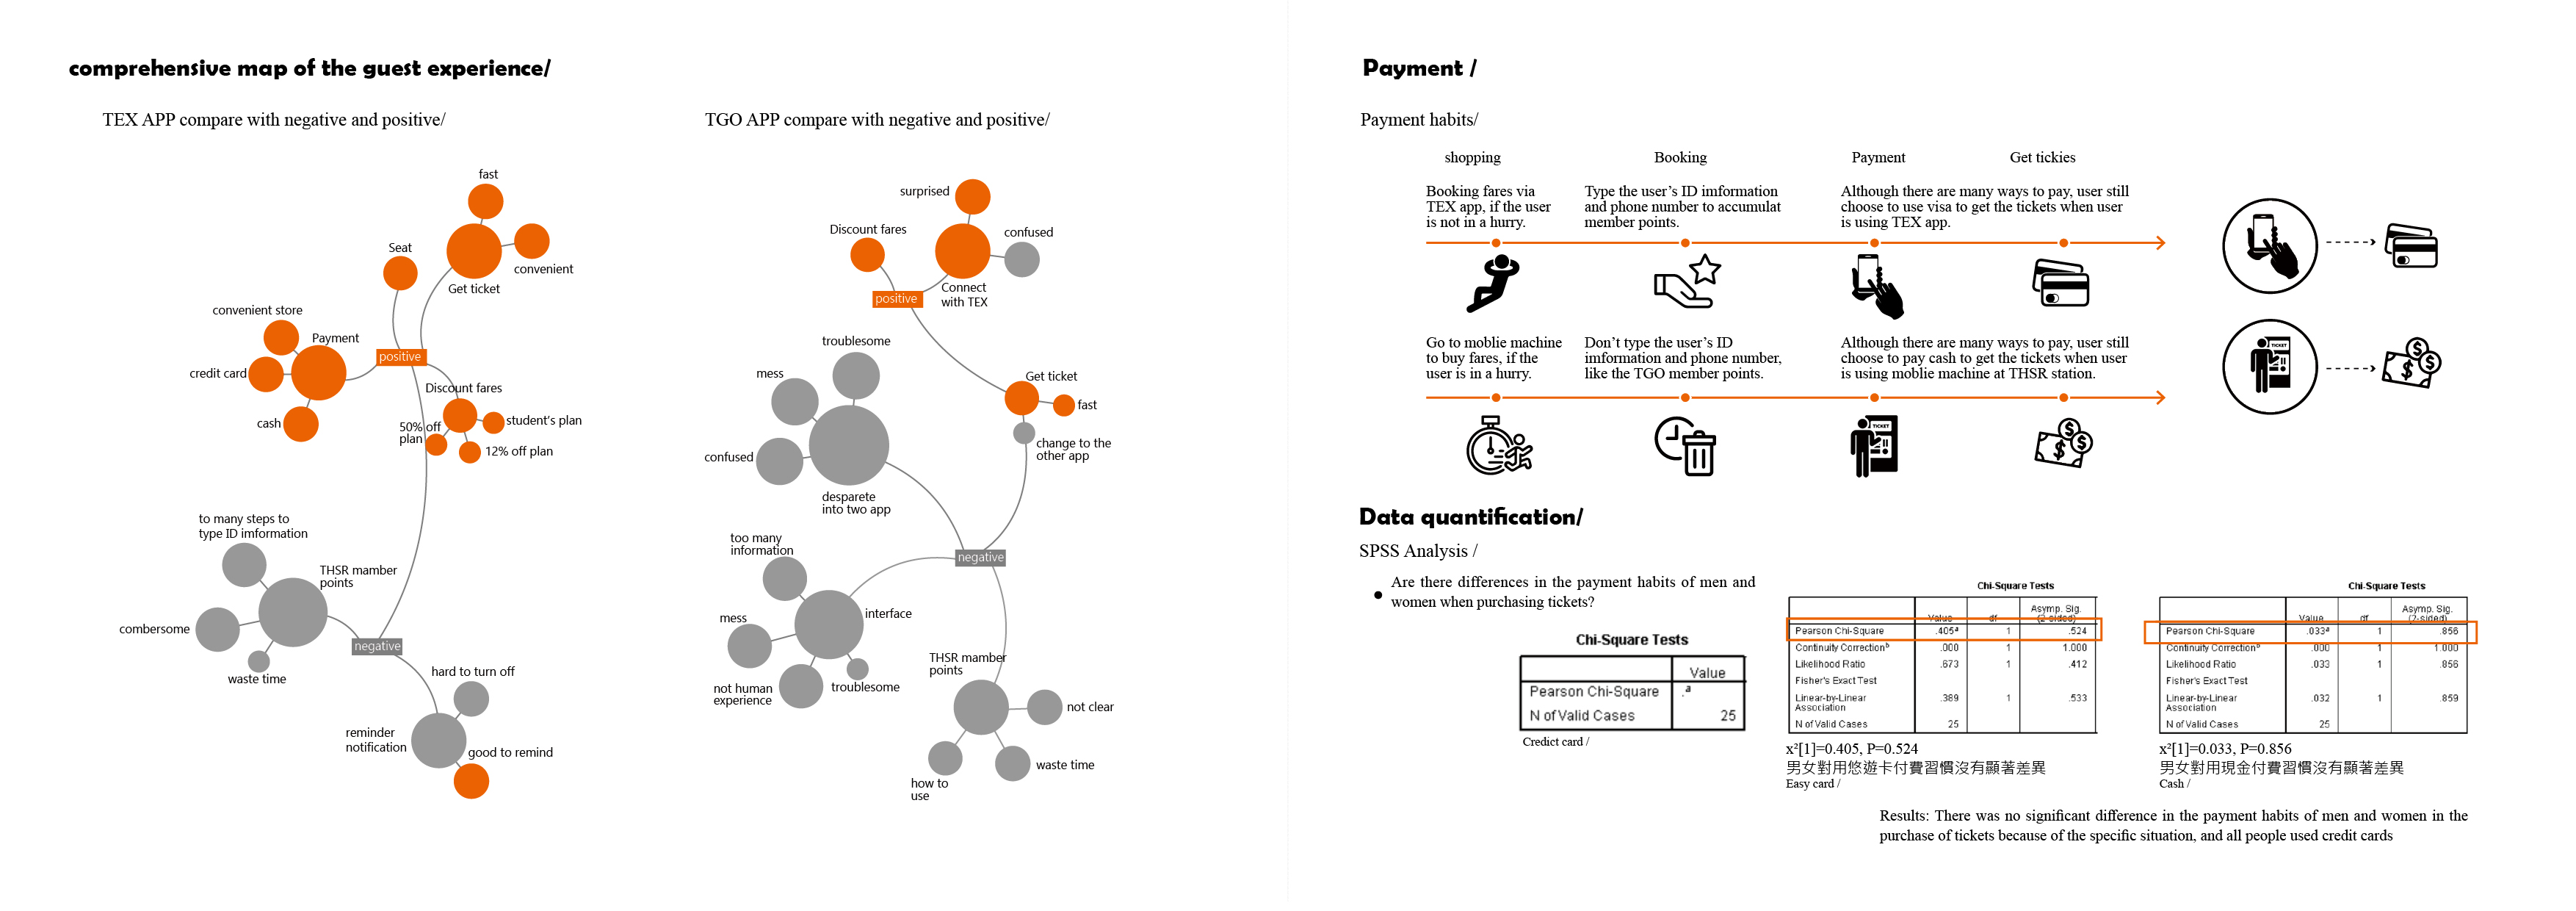 comprehensive map of the guest experience/
TEX APP compare with negative and positive/
fast
Seat
convenient
Get ticket
convenient store
Payment
positive
credit card
Discount fares
cash
50% off
plan
student's plan
12% off plan
to many steps to
type ID imformation
THSR mamber
points
combersome
negative
waste time
hard to turn off
reminder
notification
good to remind
TGO APP compare with negative and positive/
surprised
Discount fares
confused
Connect
with TEX
positive
troublesome
mess
Get ticket
fast
change to the
other app
confused
desparete
into two app
too many
information
negative
interface
mess
THSR mamber
points
not human
experience
troublesome
not clear
waste time
how to
use
Payment /
Payment habits/
shopping
Booking
Payment
Get tickies
Booking fares via
TEX app, if the user
is not in a hurry.
Type the user's ID imformation
and phone number to accumulat
member points.
Although there are many ways to pay, user still
choose to use visa to get the tickets when user
is using TEX app.
Go to moblie machine
to buy fares, if the
user is in a hurry.
Don't type the user's ID
imformation and phone number,
like the TGO member points.
Although there are many ways to pay, user still
choose to pay cash to get the tickets when user
is using moblie machine at THSR station.
TICKET
TICKET
Data quantification/
SPSS Analysis /
● Are there differences in the payment habits of men and
women when purchasing tickets?
Chi-Square Tests
Value
Pearson Chi-Square .a
N of Valid Cases 25
Credict card /
Chi-Square Tests
Value df Asymp. Sig. (2-sided)
Pearson Chi-Square .405a 1 .524
Continuity Correctionb .000 1 1.000
Likelihood Ratio .673 1 .412
Fisher's Exact Test
Linear-by-Linear .389 1 .533
Association
N of Valid Cases 25
x²[1]=0.405, P=0.524
男女對用悠遊卡付費習慣沒有顯著差異
Easy card /
Chi-Square Tests
Value df Asymp. Sig. (2-sided)
Pearson Chi-Square .033a 1 .856
Continuity Correctionb .000 1 1.000
Likelihood Ratio .033 1 .856
Fisher's Exact Test
Linear-by-Linear .032 1 .859
Association
N of Valid Cases 25
x²[1]=0.033, P=0.856
男女對用現金付費習慣沒有顯著差異
Cash /
Results: There was no significant difference in the payment habits of men and women in the
purchase of tickets because of the specific situation, and all people used credit cards